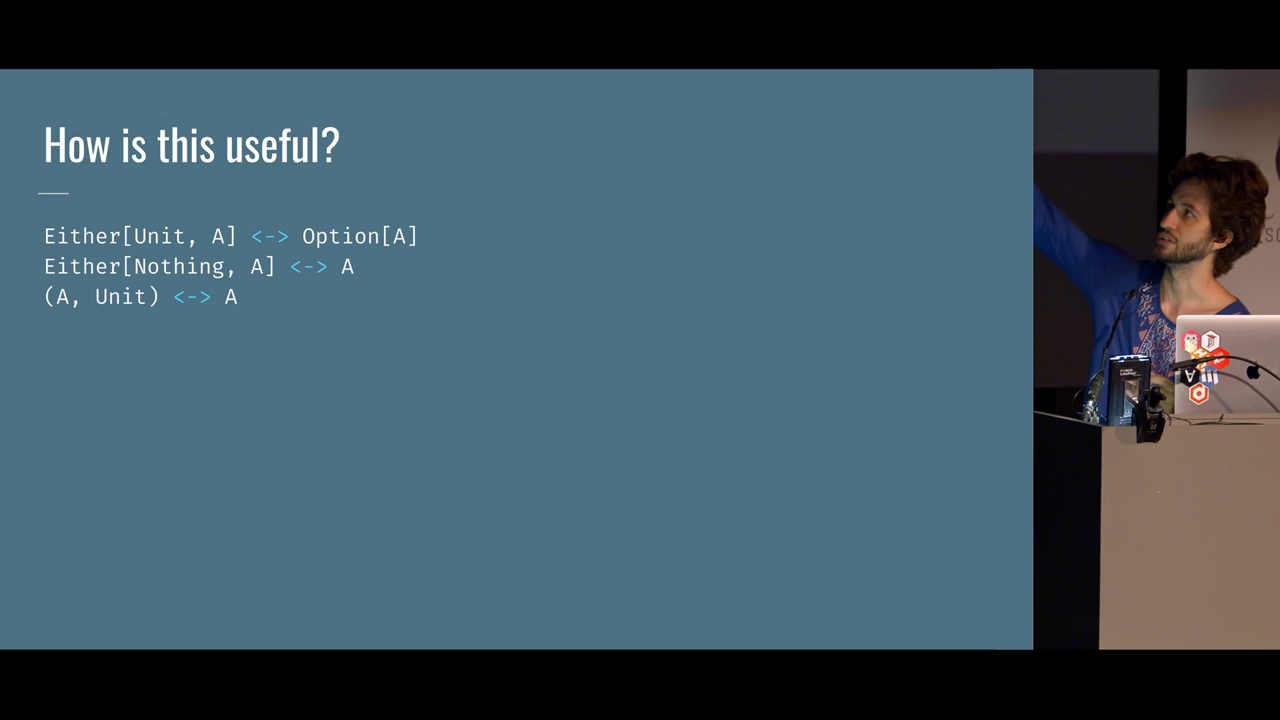 How is this useful?
Either[Unit, A] <-> Option[A]
Either[Nothing, A] <-> A
(A, Unit) <-> A